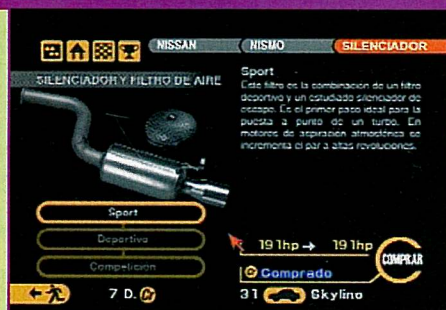 NISSAN
NISMO
SILENCIADOR
SILENCIADOR Y FILTRO DE AIRE
Sport
Este filtro es la combinación de un filtro
deportivo y un estudiado silenciador de
escape. Es el primer paso ideal para la
puesta a punto de un turbo. En
motores de aspiración atmosférica se
incrementa el par a altas revoluciones.
Sport
Deportivo
Competición
191hp → 191hp
Comprado
COMPRAR
7 D. Cr
31 Skyline